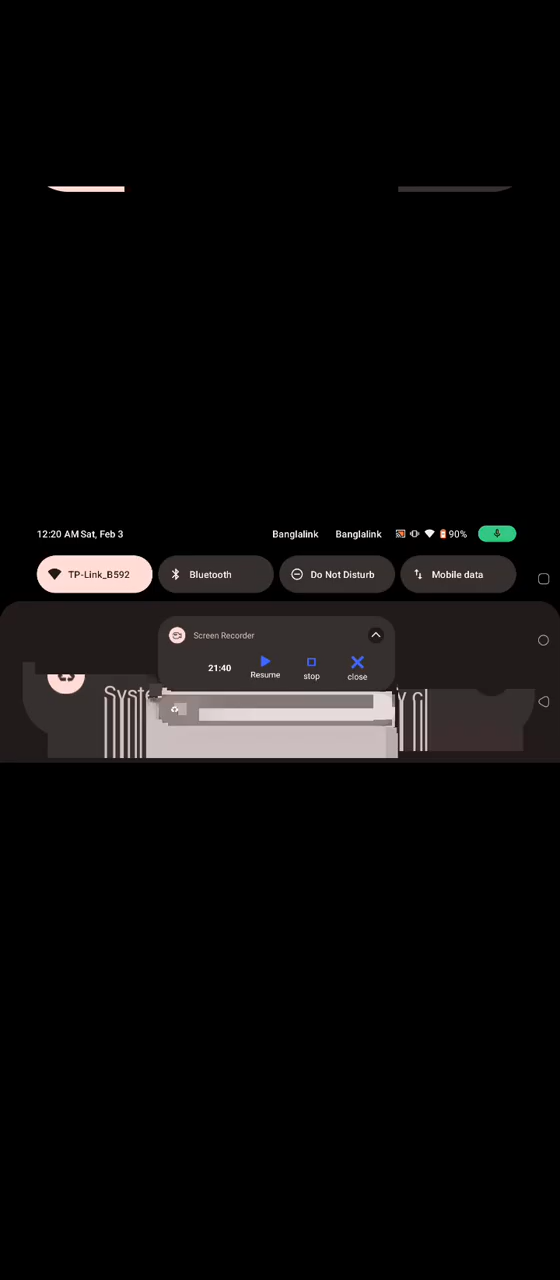 12:20 AM Sat, Feb 3 Banglalink Banglalink 90%
TP-Link_B592 Bluetooth Do Not Disturb Mobile data
Screen Recorder
21:40 Resume stop close